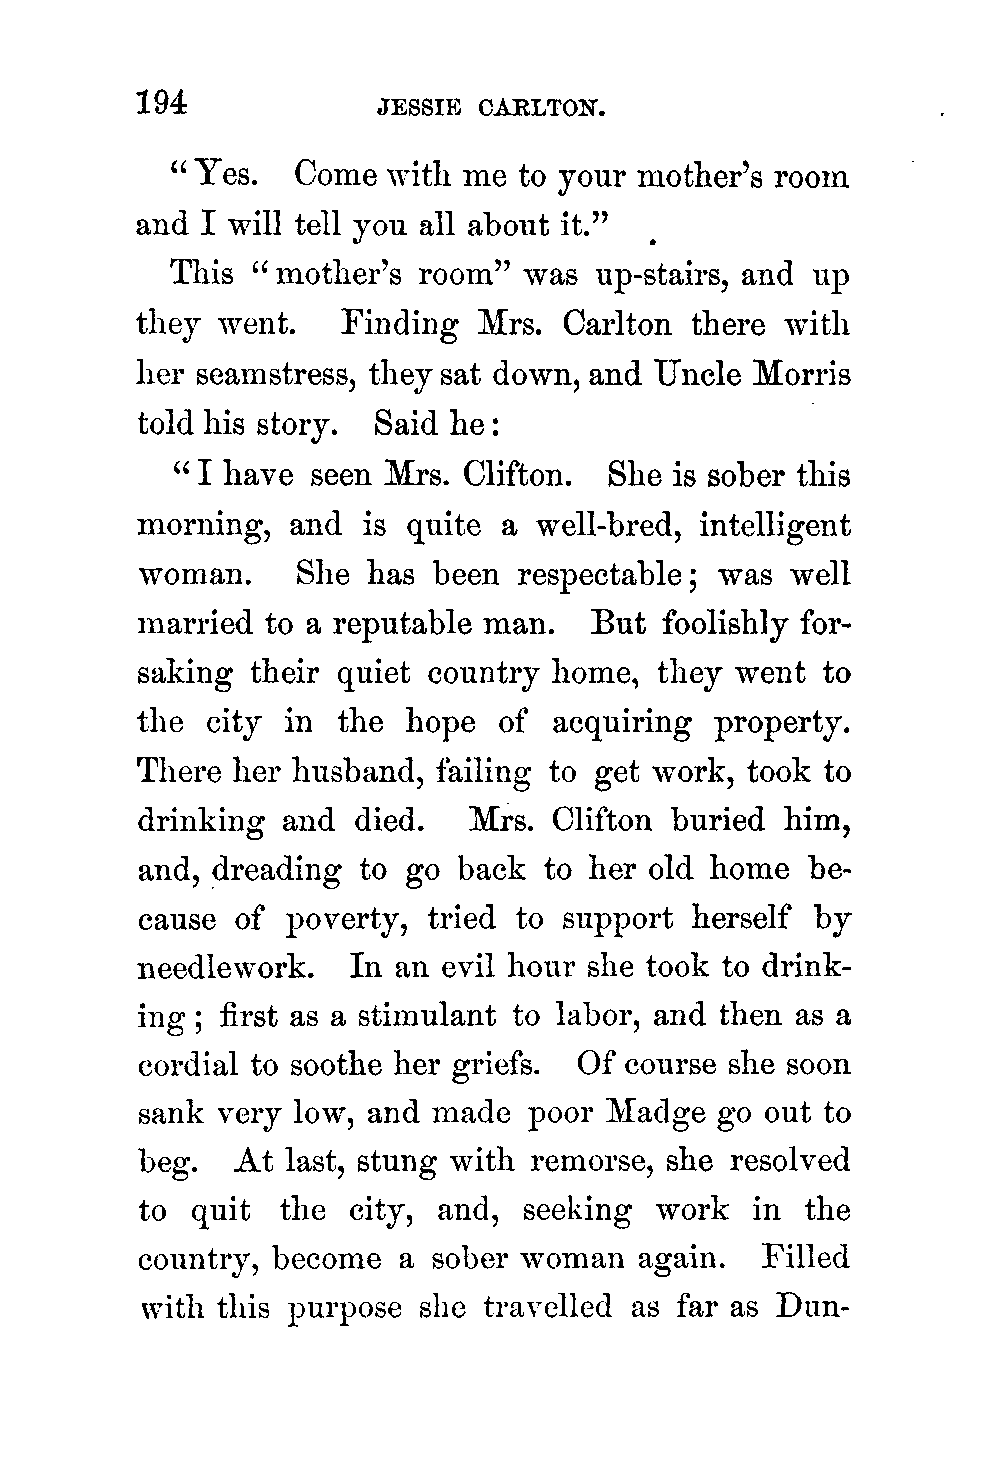 194 JESSIE CARLTON.
“Yes. Come with me to your mother’s room
and I will tell you all about it.”
This “mother’s room” was up-stairs, and up
they went. Finding Mrs. Carlton there with
her seamstress, they sat down, and Uncle Morris
told his story. Said he:
“I have seen Mrs. Clifton. She is sober this
morning, and is quite a well-bred, intelligent
woman. She has been respectable; was well
married to a reputable man. But foolishly for-
saking their quiet country home, they went to
the city in the hope of acquiring property.
There her husband, failing to get work, took to
drinking and died. Mrs. Clifton buried him,
and, dreading to go back to her old home be-
cause of poverty, tried to support herself by
needlework. In an evil hour she took to drink-
ing; first as a stimulant to labor, and then as a
cordial to soothe her griefs. Of course she soon
sank very low, and made poor Madge go out to
beg. At last, stung with remorse, she resolved
to quit the city, and, seeking work in the
country, become a sober woman again. Filled
with this purpose she travelled as far as Dun-